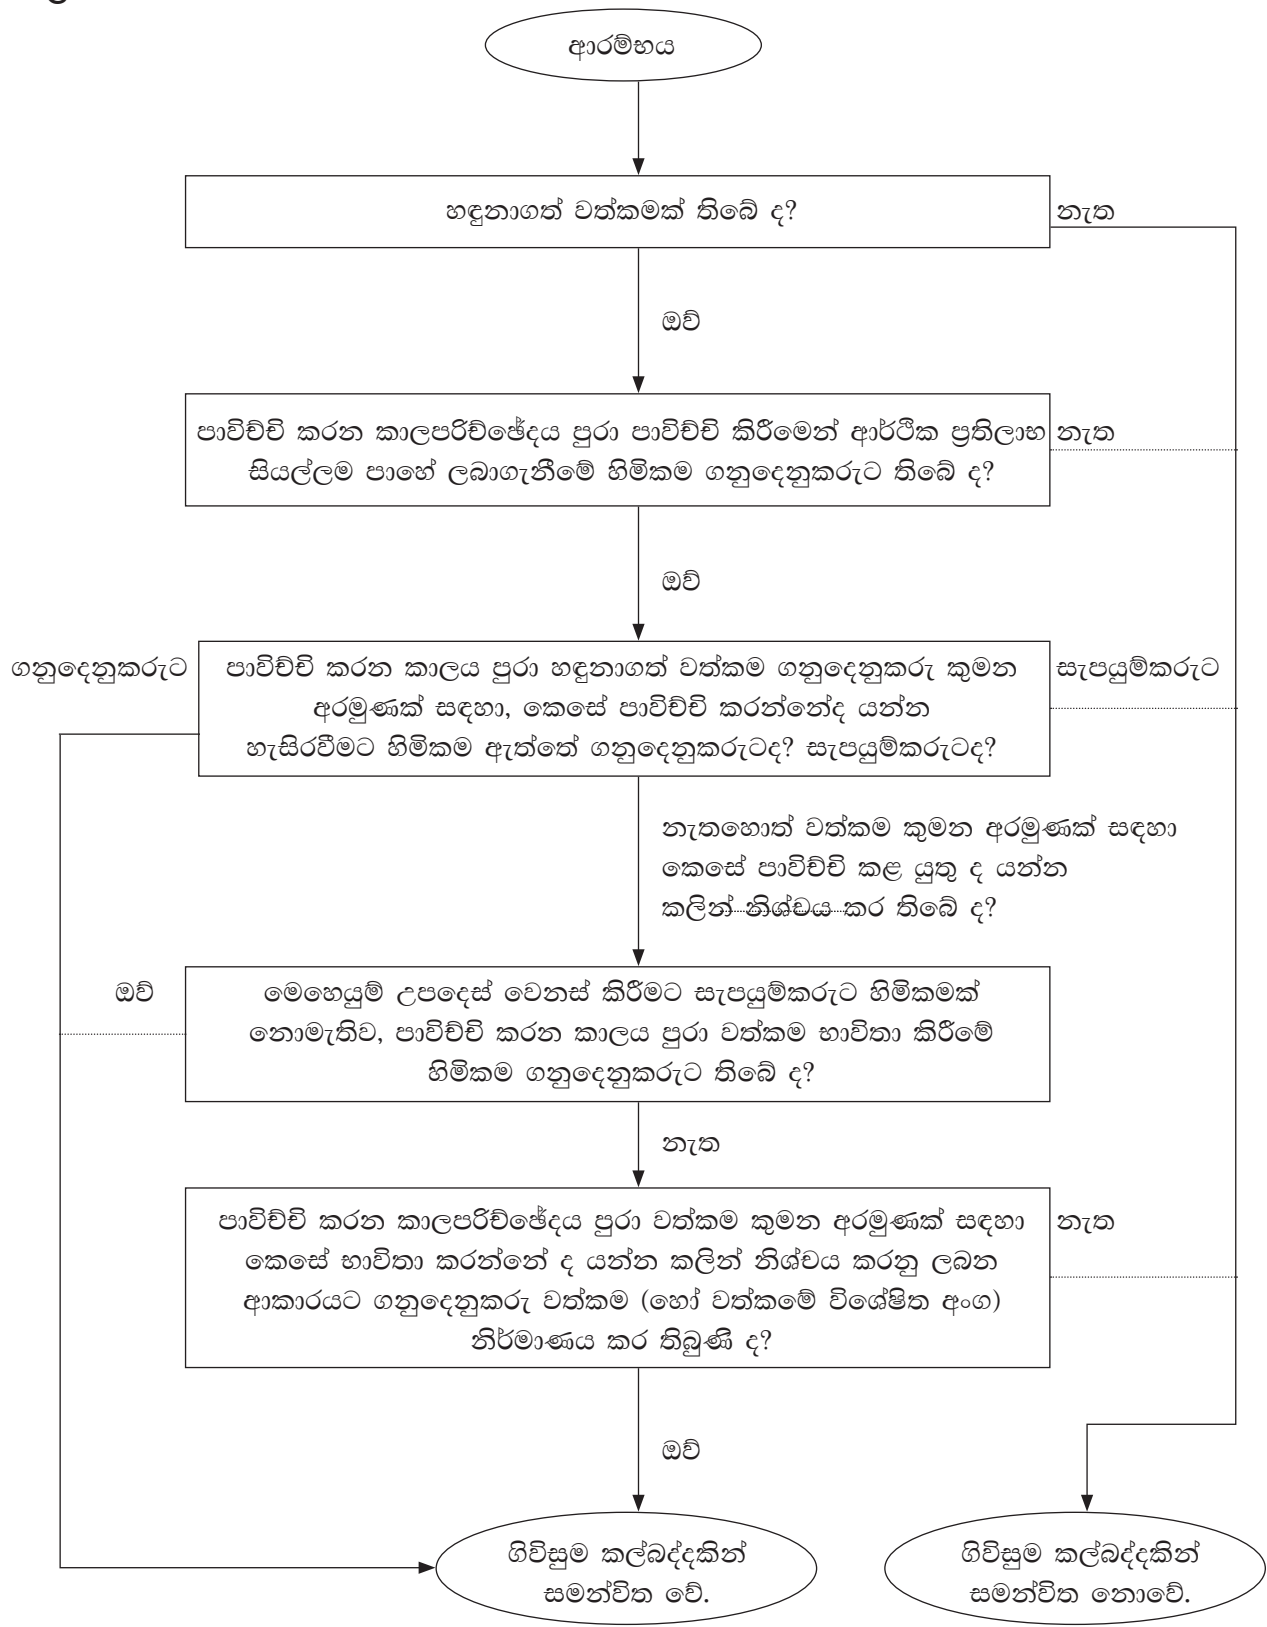 ආරම්භය
හඳුනාගත් වත්කමක් තිබේ ද?
නැත
ඔව්
පාවිච්චි කරන කාලපරිච්ඡේදය පුරා පාවිච්චි කිරීමෙන් ආර්ථික ප්‍රතිලාභ
සියල්ලම පාහේ ලබාගැනීමේ හිමිකම ගනුදෙනුකරුට තිබේ ද?
නැත
ඔව්
ගනුදෙනුකරුට
පාවිච්චි කරන කාලය පුරා හඳුනාගත් වත්කම ගනුදෙනුකරු කුමන
අරමුණක් සඳහා, කෙසේ පාවිච්චි කරන්නේද යන්න
හැසිරවීමට හිමිකම ඇත්තේ ගනුදෙනුකරුටද? සැපයුම්කරුටද?
සැපයුම්කරුට
නැතහොත් වත්කම කුමන අරමුණක් සඳහා
කෙසේ පාවිච්චි කළ යුතු ද යන්න
කලින් නිශ්චය කර තිබේ ද?
ඔව්
මෙහෙයුම් උපදෙස් වෙනස් කිරීමට සැපයුම්කරුට හිමිකමක්
නොමැතිව, පාවිච්චි කරන කාලය පුරා වත්කම භාවිතා කිරීමේ
හිමිකම ගනුදෙනුකරුට තිබේ ද?
නැත
පාවිච්චි කරන කාලපරිච්ඡේදය පුරා වත්කම කුමන අරමුණක් සඳහා
කෙසේ භාවිතා කරන්නේ ද යන්න කලින් නිශ්චය කරනු ලබන
ආකාරයට ගනුදෙනුකරු වත්කම (හෝ වත්කමේ විශේෂිත අංග)
නිර්මාණය කර තිබුණි ද?
නැත
ඔව්
ගිවිසුම කල්බද්දකින්
සමන්විත වේ.
ගිවිසුම කල්බද්දකින්
සමන්විත නොවේ.